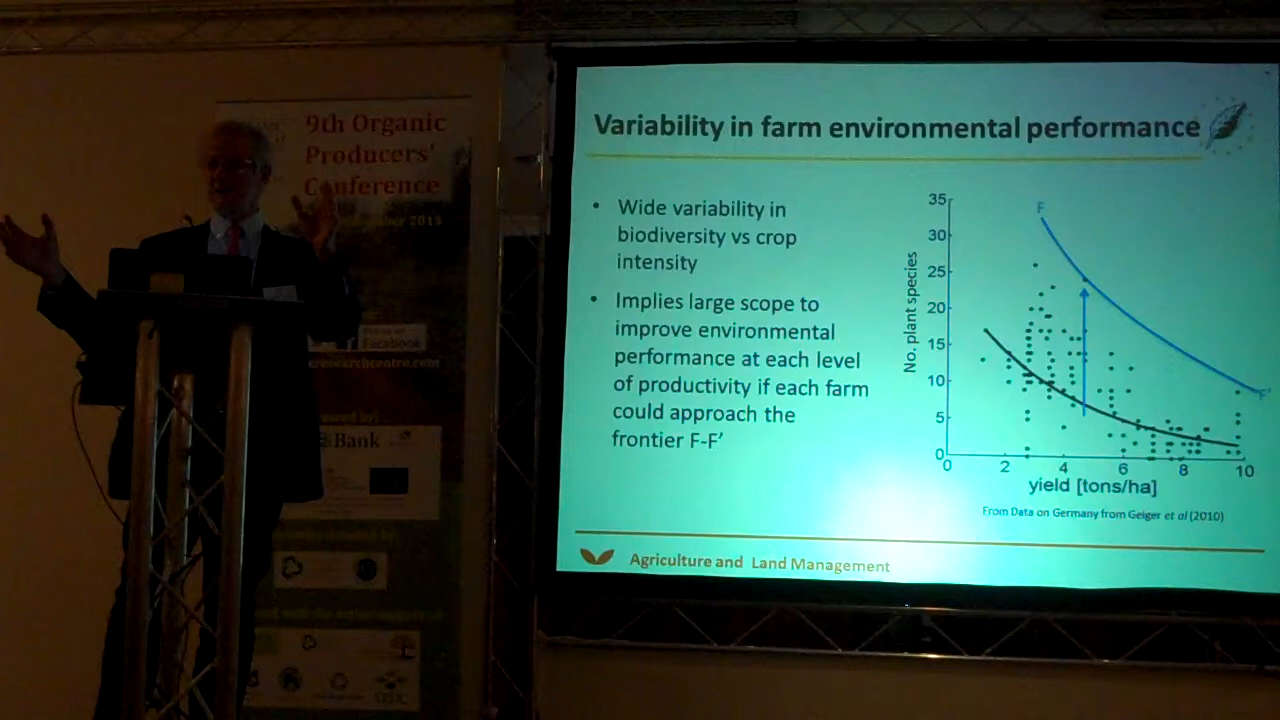 9th Organic
Producers'
Conference
2015
Facebook
researchcentre.com
Bank
Variability in farm environmental performance
• Wide variability in
biodiversity vs crop
intensity
• Implies large scope to
improve environmental
performance at each level
of productivity if each farm
could approach the
frontier F-F’
No. plant species
35
30
25
20
15
10
5
0
F
F'
0 2 4 6 8 10
yield [tons/ha]
From Data on Germany from Geiger et al (2010)
Agriculture and Land Management